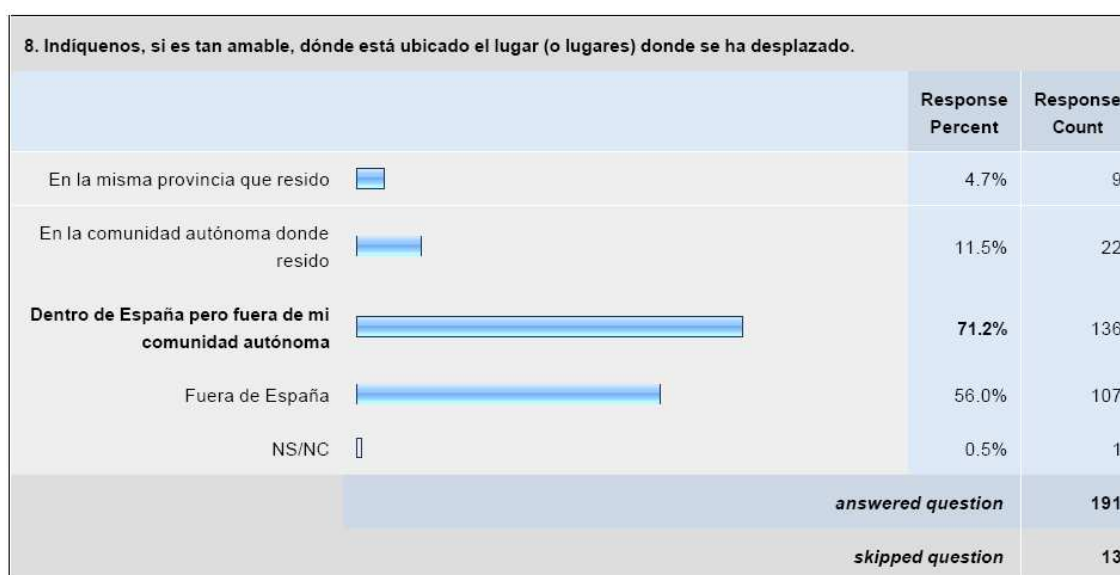 8. Indíquenos, si es tan amable, dónde está ubicado el lugar (o lugares) donde se ha desplazado.
Response Percent
Response Count
En la misma provincia que resido 4.7% 9
En la comunidad autónoma donde
resido 11.5% 22
Dentro de España pero fuera de mi
comunidad autónoma 71.2% 136
Fuera de España 56.0% 107
NS/NC 0.5% 1
answered question 191
skipped question 13